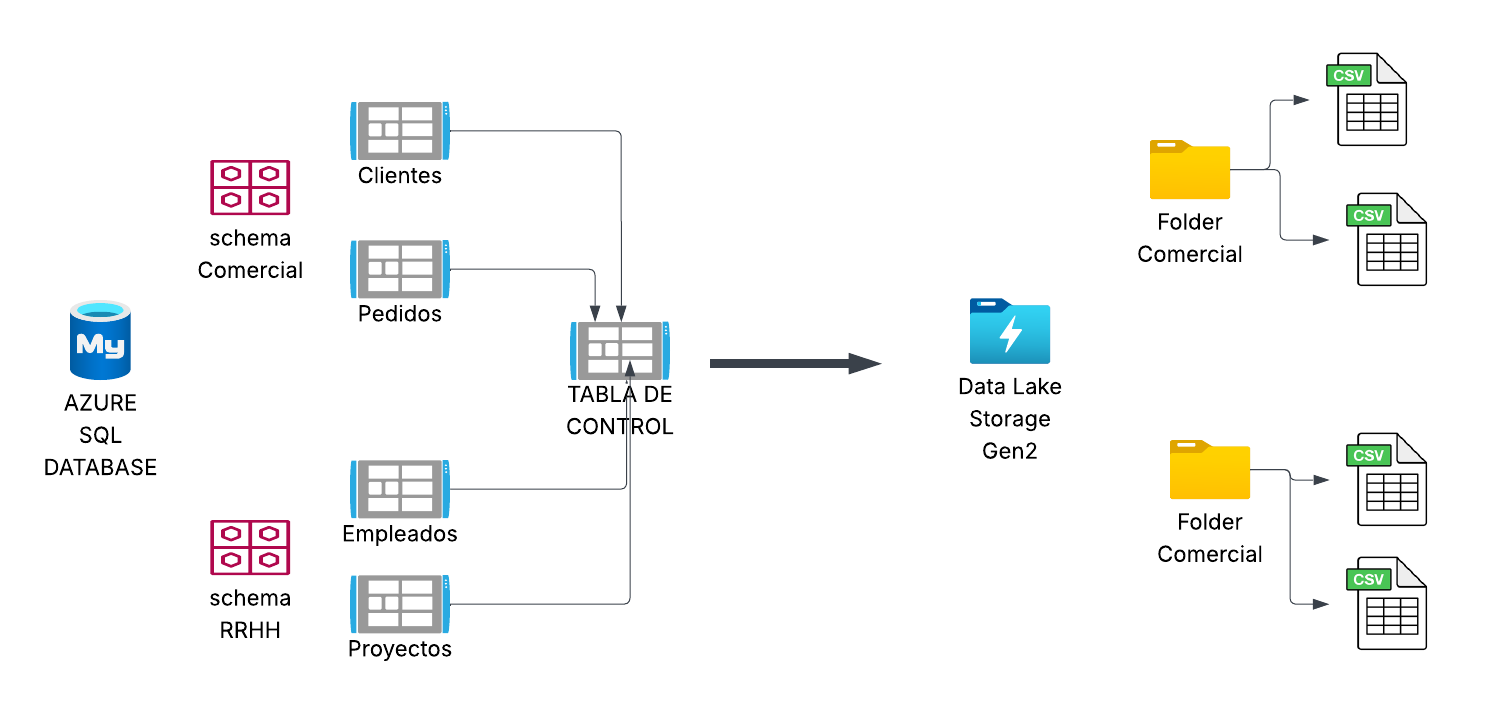 CSV
Clientes
Folder
Comercial
CSV
schema
Comercial
Pedidos
My
AZURE
SQL
DATABASE
TABLA DE
CONTROL
Data Lake
Storage
Gen2
CSV
Folder
Comercial
Empleados
CSV
schema
RRHH
Proyectos